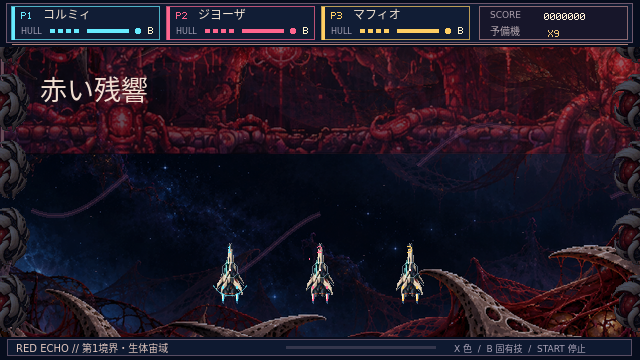 P1 コルミィ
HULL B
P2 ジョーザ
HULL B
P3 マフィオ
HULL B
SCORE 0000000
予備機 X9
赤い残響
RED ECHO // 第1境界・生体宙域
X 色 / B 固有技 / START 停止